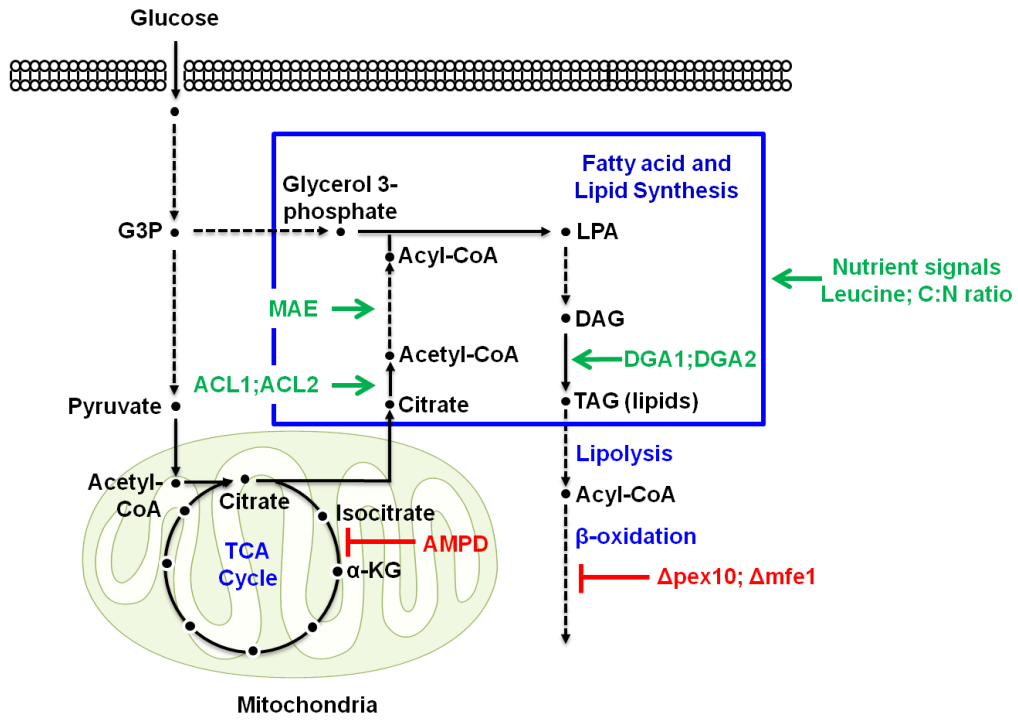 Glucose
Fatty acid and
Lipid Synthesis
Glycerol 3-
phosphate
G3P
LPA
Acyl-CoA
Nutrient signals
Leucine; C:N ratio
MAE
DAG
Acetyl-CoA
DGA1;DGA2
ACL1;ACL2
Pyruvate
Citrate
TAG (lipids)
Lipolysis
Acetyl-
CoA
Citrate
Acyl-CoA
Isocitrate
TCA
Cycle
AMPD
β-oxidation
α-KG
Δpex10; Δmfe1
Mitochondria